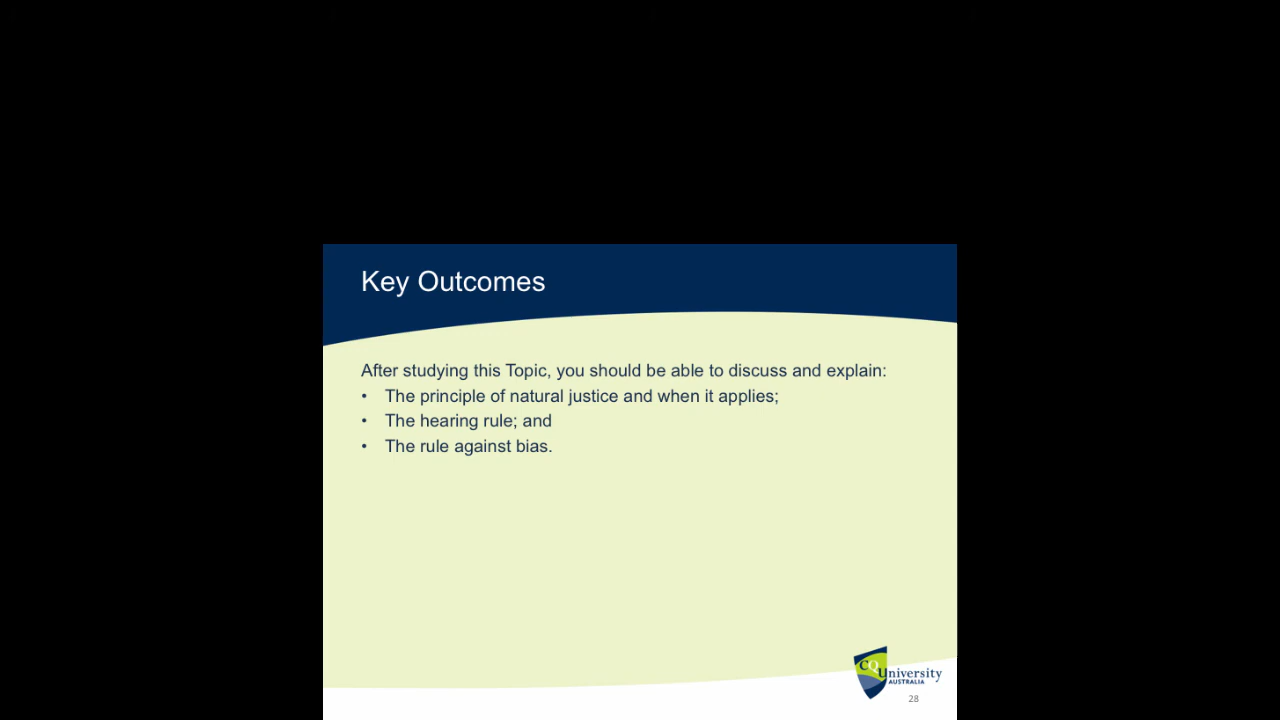 Key Outcomes
After studying this Topic, you should be able to discuss and explain:
• The principle of natural justice and when it applies;
• The hearing rule; and
• The rule against bias.
CQUniversity
AUSTRALIA
28